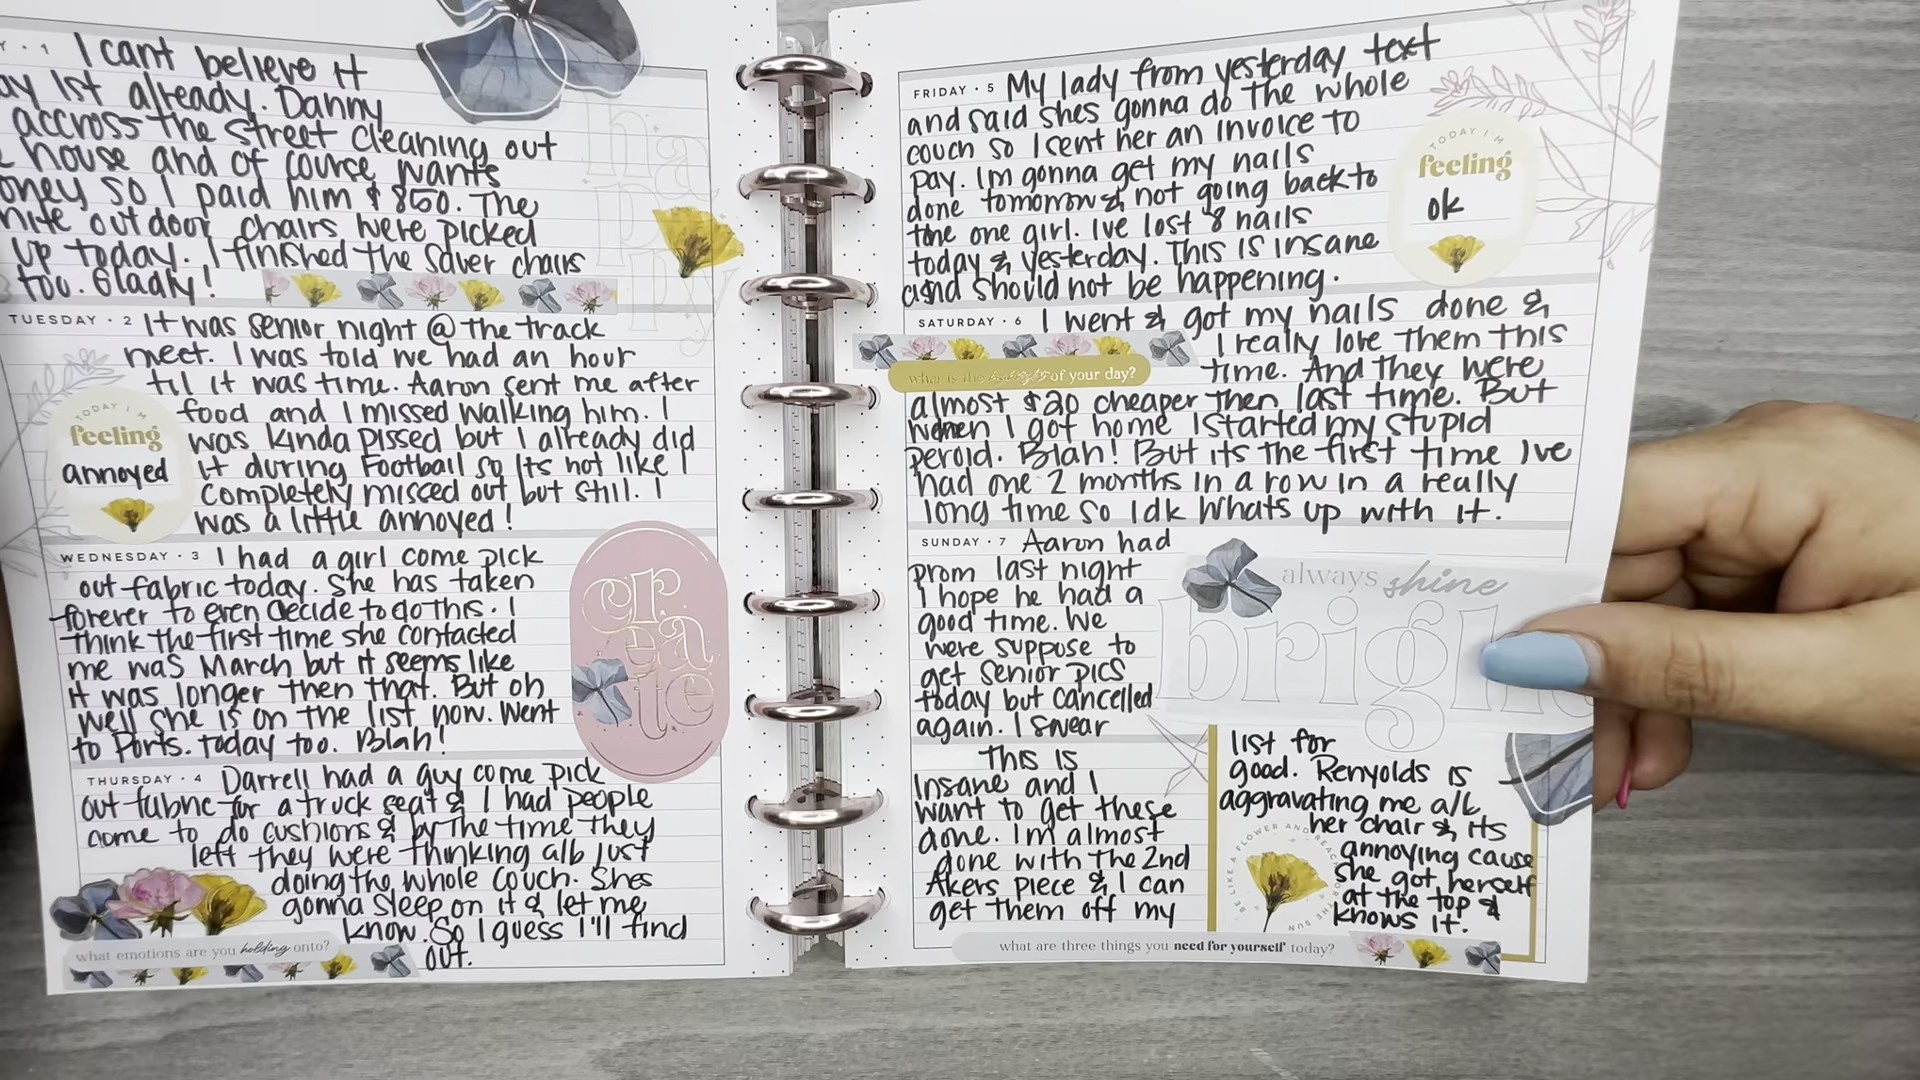 Y · 1 I cant believe it
ay 1st already. Danny
accross the street cleaning out
house and of course wants
oney so I paid him $850. The
hite outdoor chairs were picked
up today. I finished the saver chairs
too. Gladly!
happy
TUESDAY · 2 It was senior night @ the track
meet. I was told we had an hour
til it was time. Aaron sent me after
food and I missed walking him. I
was kinda pissed but I already did
it during Football so its not like I
completely missed out, but still. I
was a little annoyed!
TODAY I'M
feeling
annoyed
WEDNESDAY · 3 I had a girl come pick
out fabric today. She has taken
forever to even decide to do this. I
think the first time she contacted
me was March but it seems like
it was longer then that. But oh
well she is on the list now. Went
to Ports. today too. Blah!
create
THURSDAY · 4 Darrell had a guy come pick
out fabric for a truck seat & I had people
come to do cushions & by the time they
left they were thinking alb just
doing the whole couch. Shes
gonna sleep on it & let me
know. So I guess I'll find
out.
what emotions are you holding onto?
FRIDAY · 5 My lady from yesterday text
and said shes gonna do the whole
couch so I sent her an invoice to
pay. Im gonna get my nails
done tomorrow & not going back to
the one girl. Ive lost 8 nails
today & yesterday. This is insane
and should not be happening.
TODAY I'M
feeling
ok
SATURDAY · 6 I went & got my nails done &
I really love them this
time. And they were
what is the highlight of your day?
almost $20 cheaper then last time. But
when I got home I started my stupid
peroid. Blah! But its the first time Ive
had one 2 months in a row in a really
long time so Idk whats up with it.
SUNDAY · 7 Aaron had
prom last night
I hope he had a
good time. We
were suppose to
get senior pics
today but cancelled
again. I swear
always shine
bright
This is
insane and I
want to get these
done. Im almost
done with the 2nd
Akers piece & I can
get them off my
list for
good. Renyolds is
aggravating me alb
her chair & its
annoying cause
she got herself
at the top &
knows it.
BE LIKE A FLOWER AND REACH FOR THE SUN
what are three things you need for yourself today?